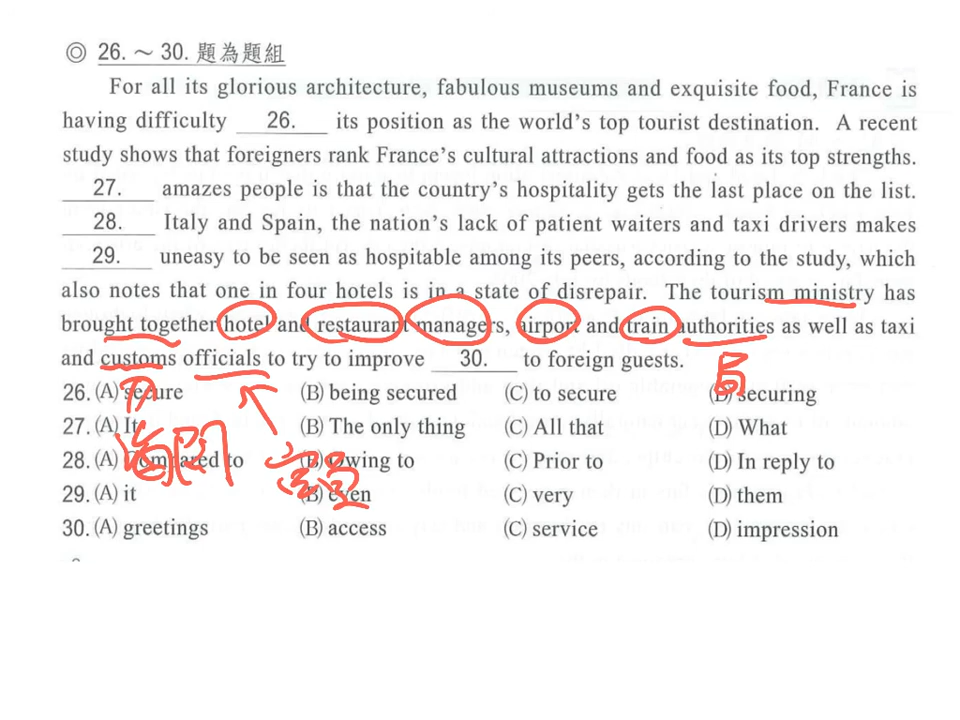 ◎ 26. ～ 30. 題為題組
For all its glorious architecture, fabulous museums and exquisite food, France is
having difficulty 26. its position as the world's top tourist destination. A recent
study shows that foreigners rank France's cultural attractions and food as its top strengths.
27. amazes people is that the country's hospitality gets the last place on the list.
28. Italy and Spain, the nation's lack of patient waiters and taxi drivers makes
29. uneasy to be seen as hospitable among its peers, according to the study, which
also notes that one in four hotels is in a state of disrepair. The tourism ministry has
brought together hotel and restaurant managers, airport and train authorities as well as taxi
and customs officials to try to improve 30. to foreign guests.
局
26. (A) secure (B) being secured (C) to secure (D) securing
27. (A) It (B) The only thing (C) All that (D) What
海関
28. (A) Compared to (B) Owing to (C) Prior to (D) In reply to
29. (A) it (B) even (C) very (D) them
30. (A) greetings (B) access (C) service (D) impression